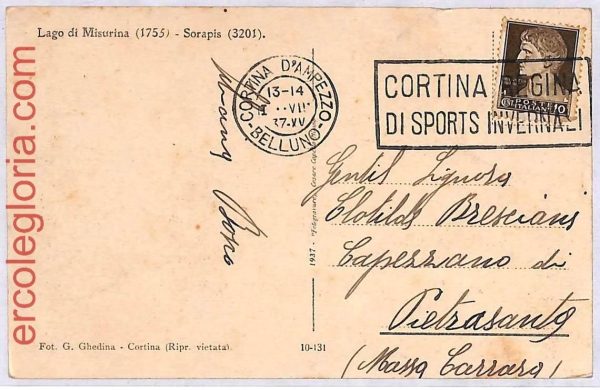 Lago di Misurina (1755) - Sorapis (3201).
CORTINA D'AMPEZZO
13-14
VII
37.XV
BELLUNO
CORTINA REGINA
DI SPORTS INVERNALI
POSTE
ITALIANE
10
Gentil Signora
Clotilde Bresciani
Capezzano di
Pietrasanta
(Massa Carrara)
1937 - "Fotogravure" - Cesare
Fot. G. Ghedina - Cortina (Ripr. vietata).
10-131
ercolegloria.com